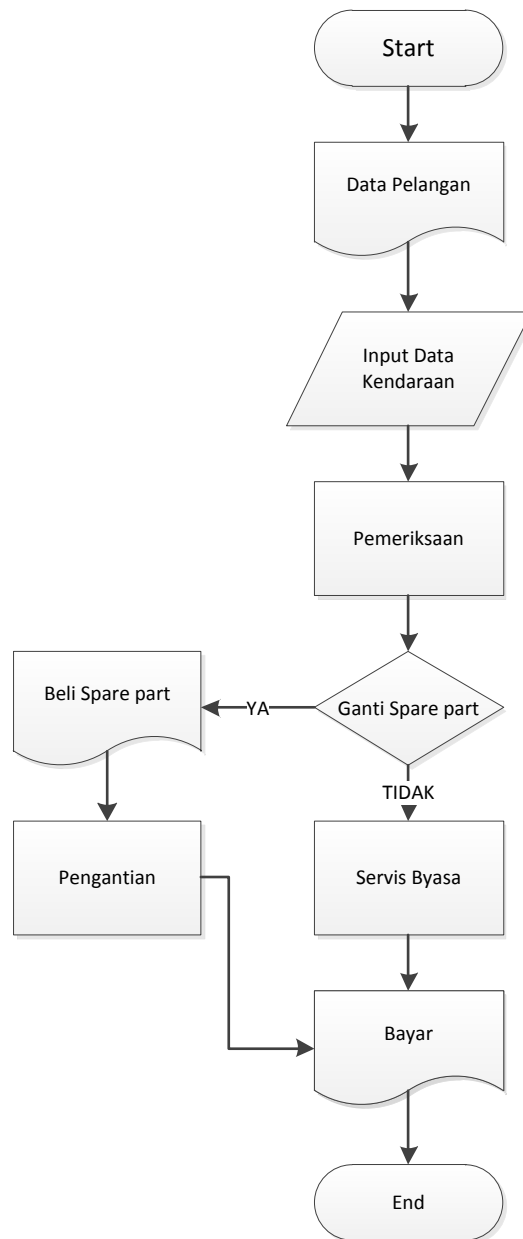 Start
Data Pelangan
Input Data
Kendaraan
Pemeriksaan
Ganti Spare part
YA
Beli Spare part
Pengantian
TIDAK
Servis Byasa
Bayar
End